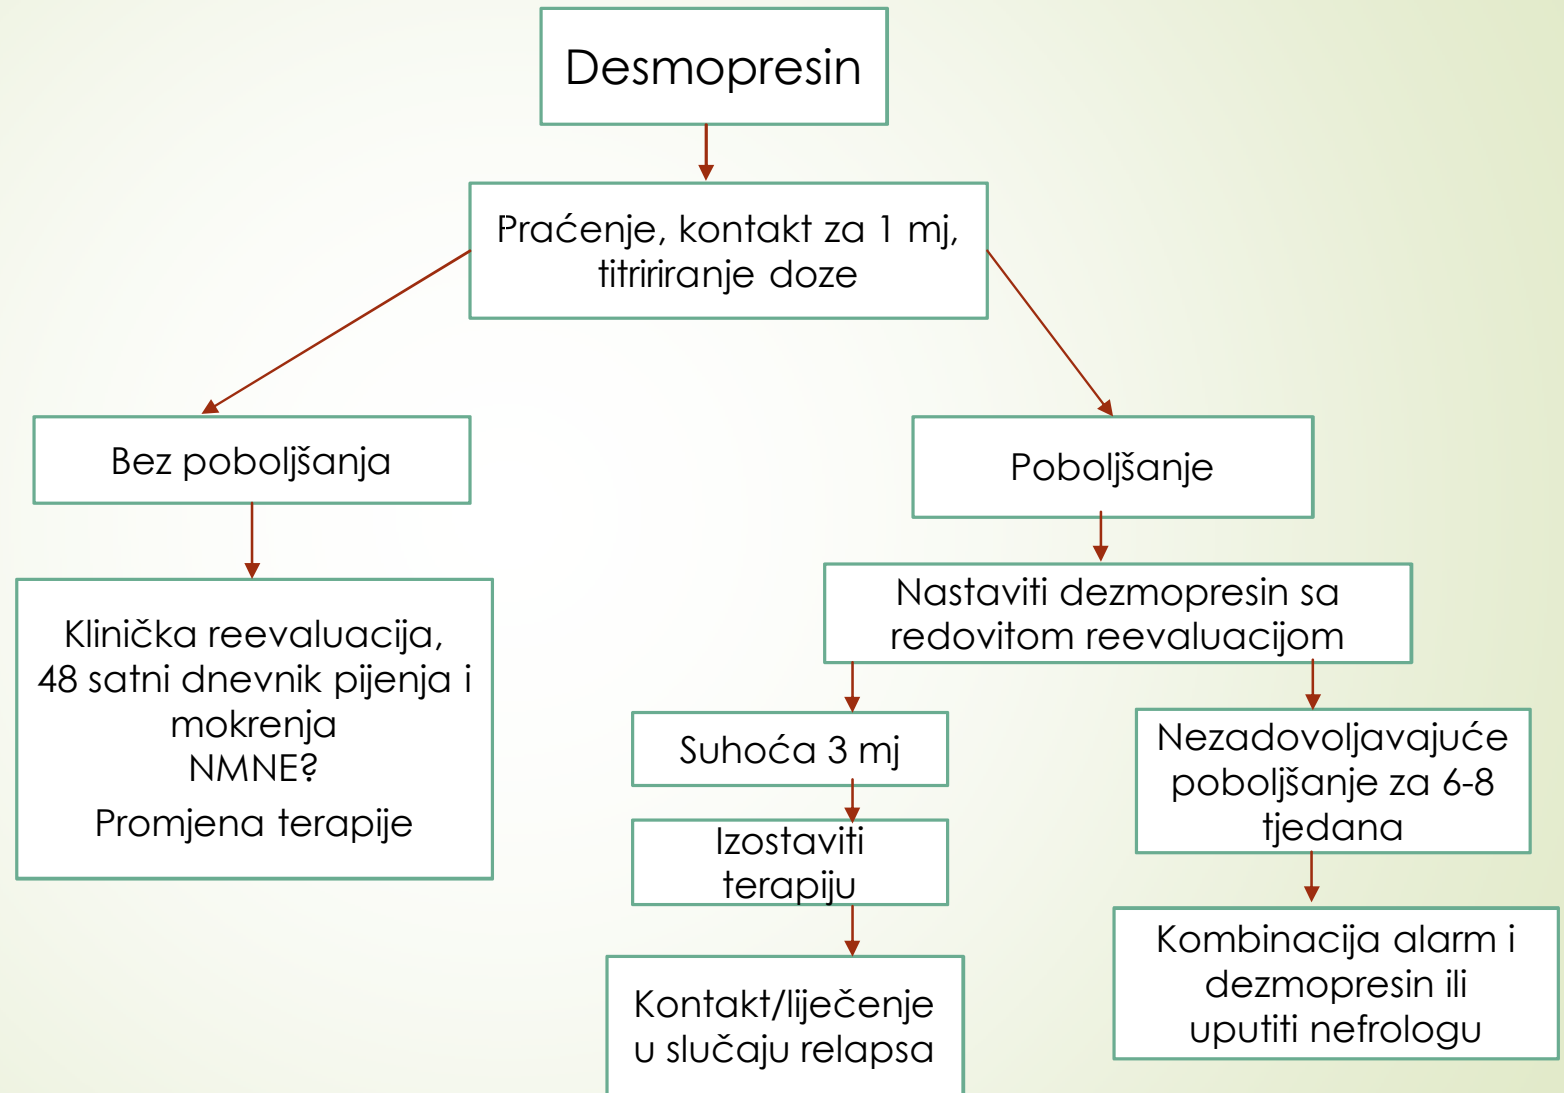 Desmopresin
Praćenje, kontakt za 1 mj,
titririranje doze
Bez poboljšanja
Poboljšanje
Klinička reevaluacija,
48 satni dnevnik pijenja i
mokrenja
NMNE?
Promjena terapije
Nastaviti dezmopresin sa
redovitom reevaluacijom
Suhoća 3 mj
Izostaviti
terapiju
Kontakt/liječenje
u slučaju relapsa
Nezadovoljavajuće
poboljšanje za 6-8
tjedana
Kombinacija alarm i
dezmopresin ili
uputiti nefrologu